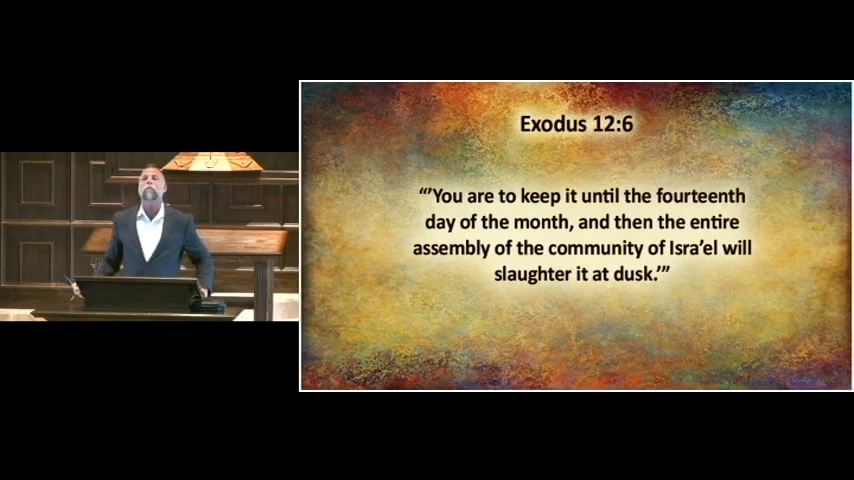 Exodus 12:6
“‘You are to keep it until the fourteenth
day of the month, and then the entire
assembly of the community of Isra’el will
slaughter it at dusk.’”